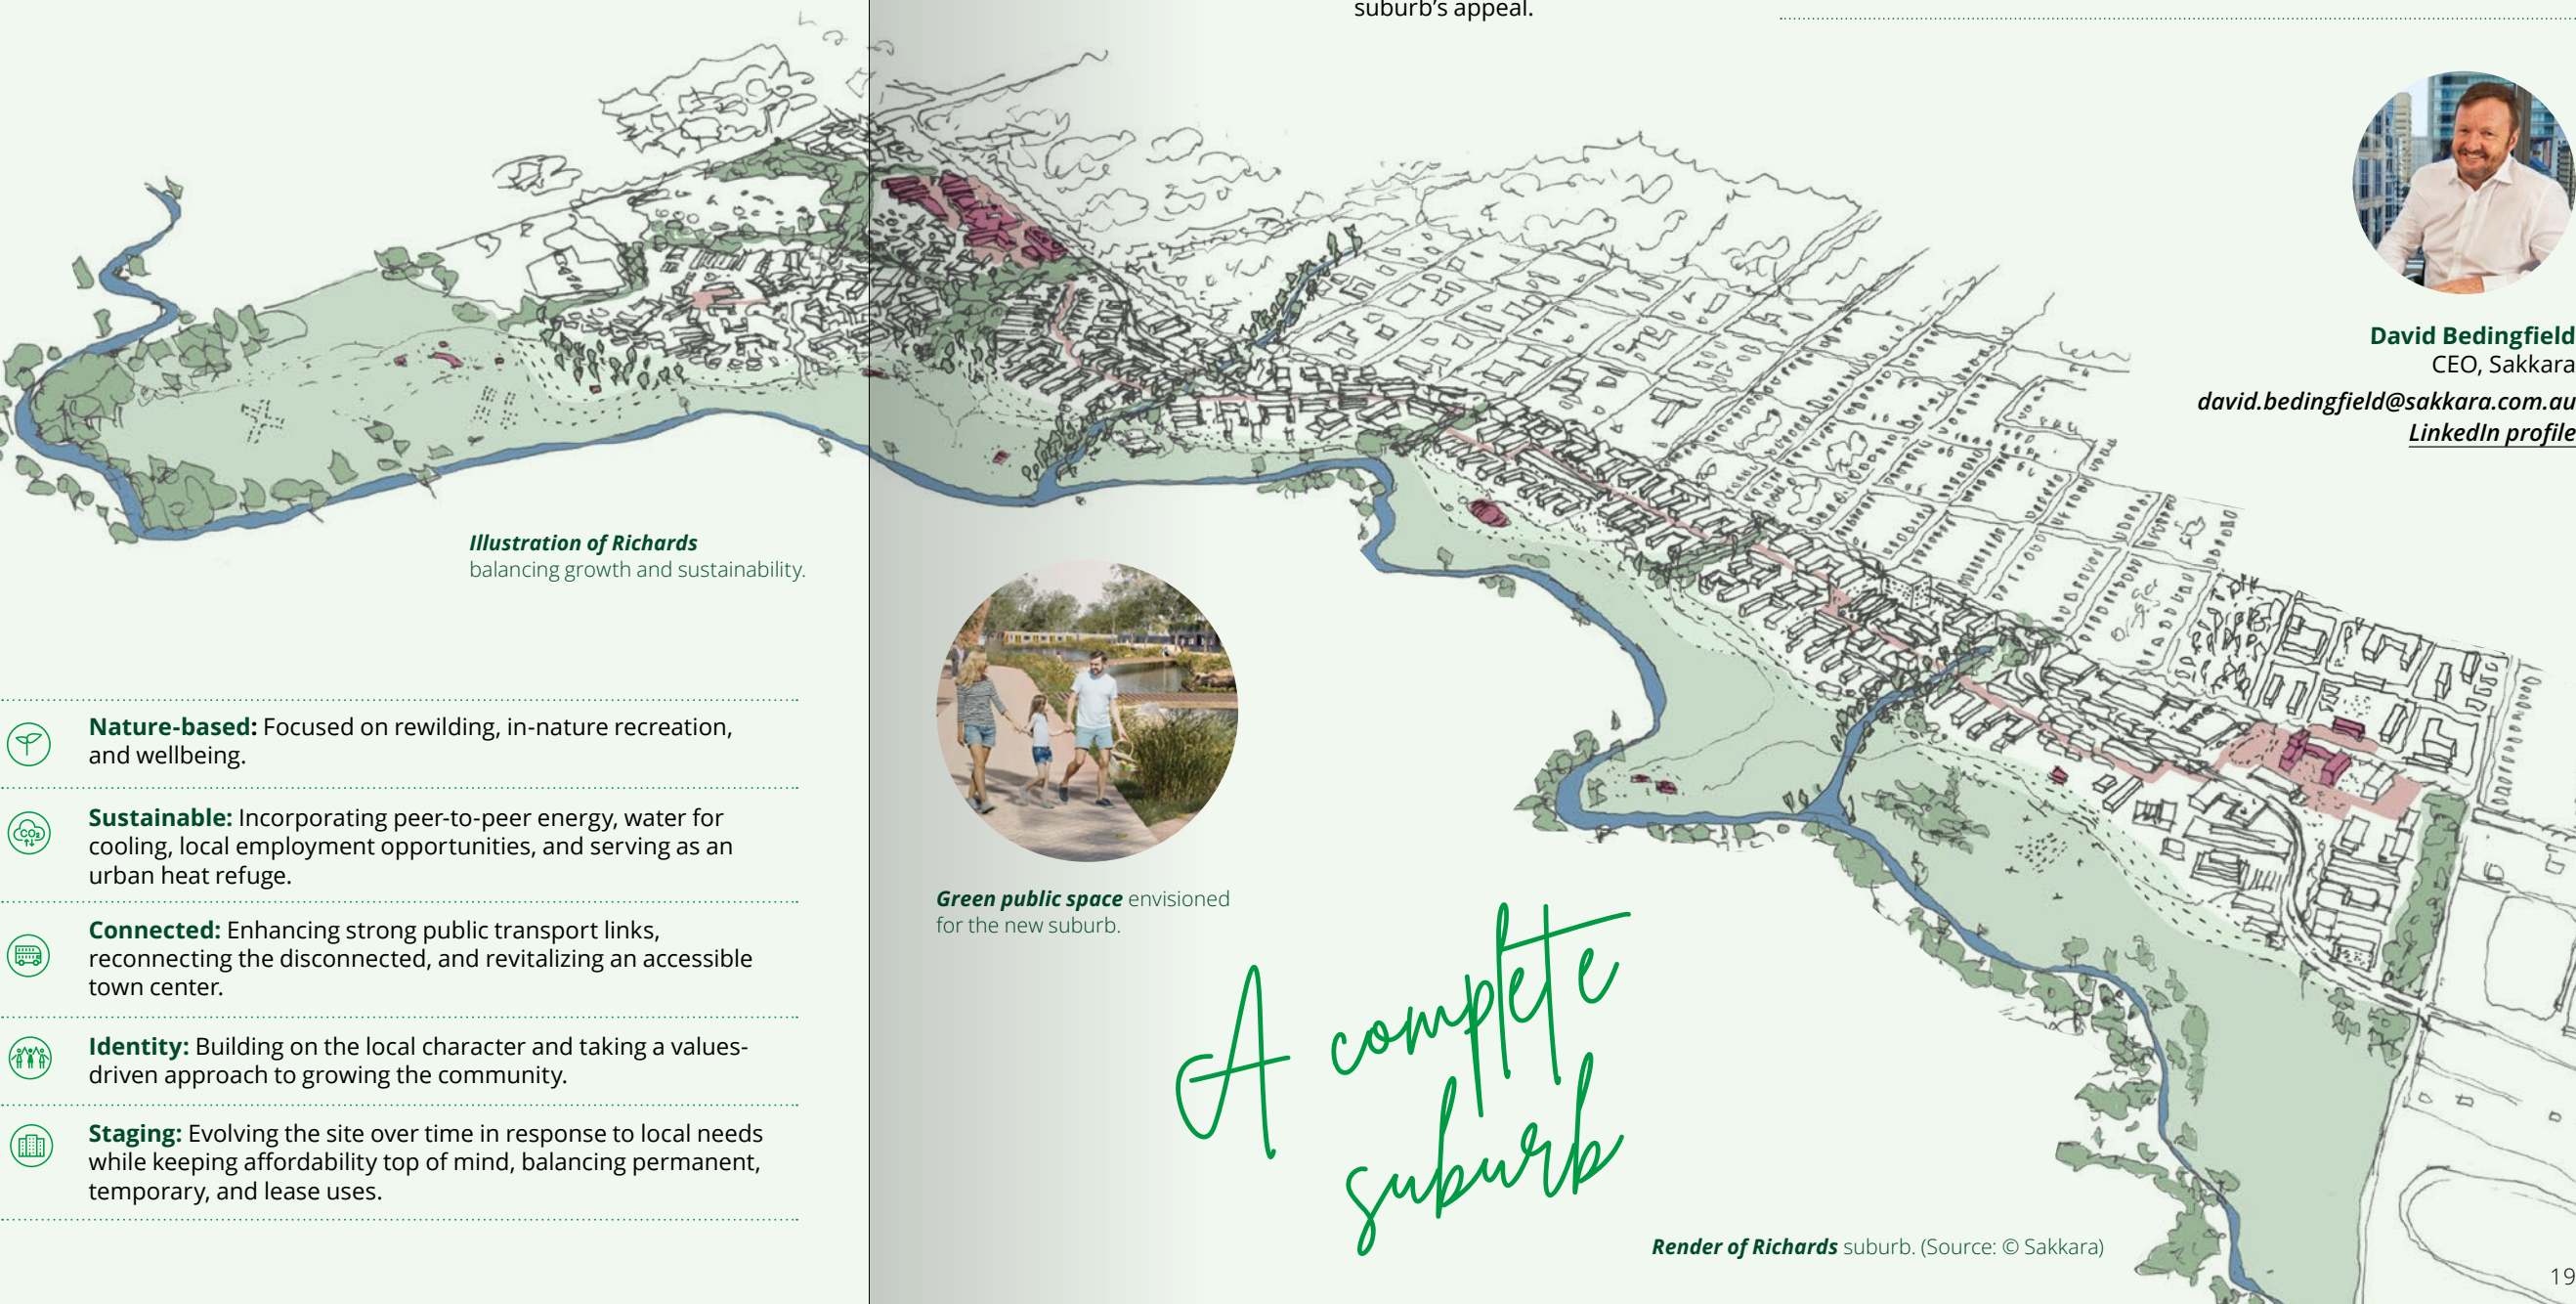 suburb's appeal.
David Bedingfield
CEO, Sakkara
david.bedingfield@sakkara.com.au
LinkedIn profile
Illustration of Richards
balancing growth and sustainability.
Nature-based: Focused on rewilding, in-nature recreation,
and wellbeing.
CO₂
Sustainable: Incorporating peer-to-peer energy, water for
cooling, local employment opportunities, and serving as an
urban heat refuge.
Connected: Enhancing strong public transport links,
reconnecting the disconnected, and revitalizing an accessible
town center.
Identity: Building on the local character and taking a values-
driven approach to growing the community.
Staging: Evolving the site over time in response to local needs
while keeping affordability top of mind, balancing permanent,
temporary, and lease uses.
Green public space envisioned
for the new suburb.
A complete
suburb
Render of Richards suburb. (Source: © Sakkara)
19